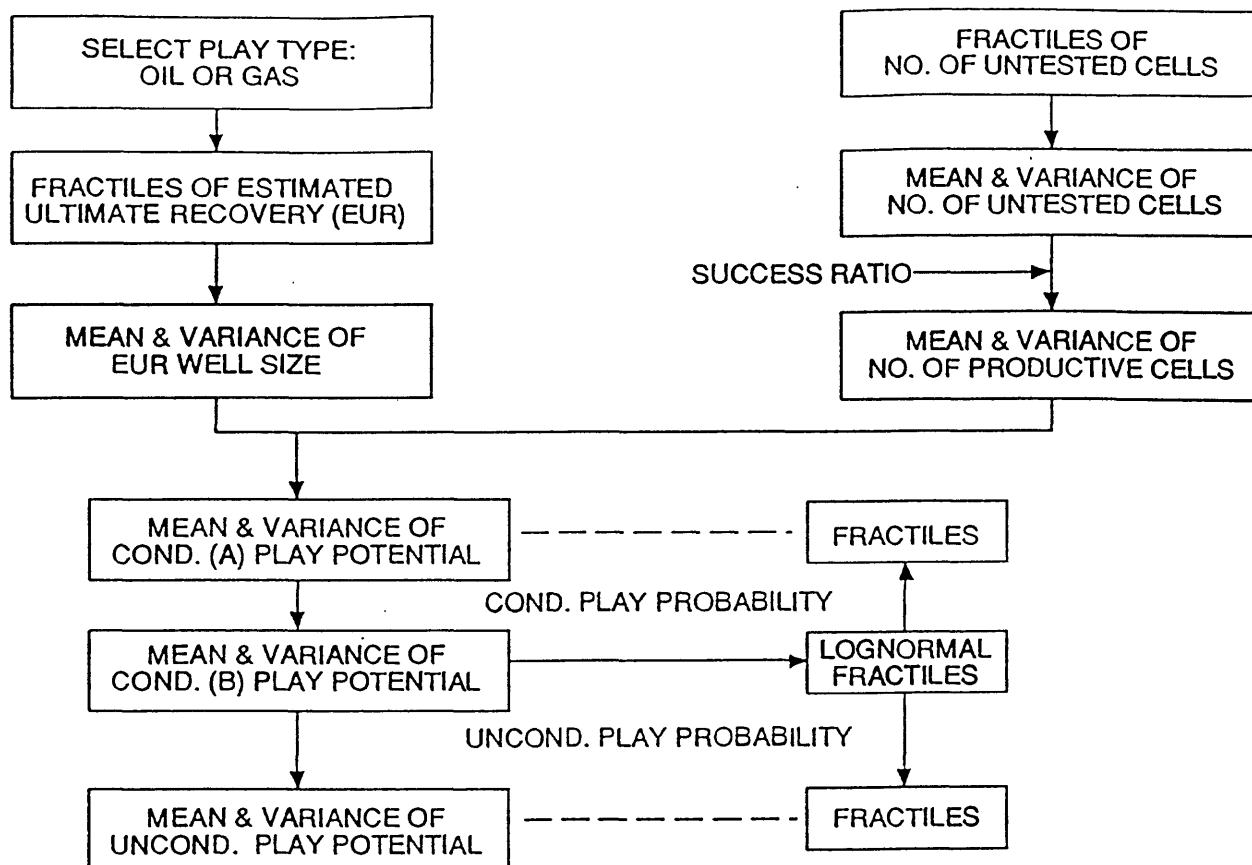 SELECT PLAY TYPE:
OIL OR GAS
FRACTILES OF
NO. OF UNTESTED CELLS
FRACTILES OF ESTIMATED
ULTIMATE RECOVERY (EUR)
MEAN & VARIANCE OF
NO. OF UNTESTED CELLS
SUCCESS RATIO
MEAN & VARIANCE OF
EUR WELL SIZE
MEAN & VARIANCE OF
NO. OF PRODUCTIVE CELLS
MEAN & VARIANCE OF
COND. (A) PLAY POTENTIAL
FRACTILES
COND. PLAY PROBABILITY
MEAN & VARIANCE OF
COND. (B) PLAY POTENTIAL
LOGNORMAL
FRACTILES
UNCOND. PLAY PROBABILITY
MEAN & VARIANCE OF
UNCOND. PLAY POTENTIAL
FRACTILES